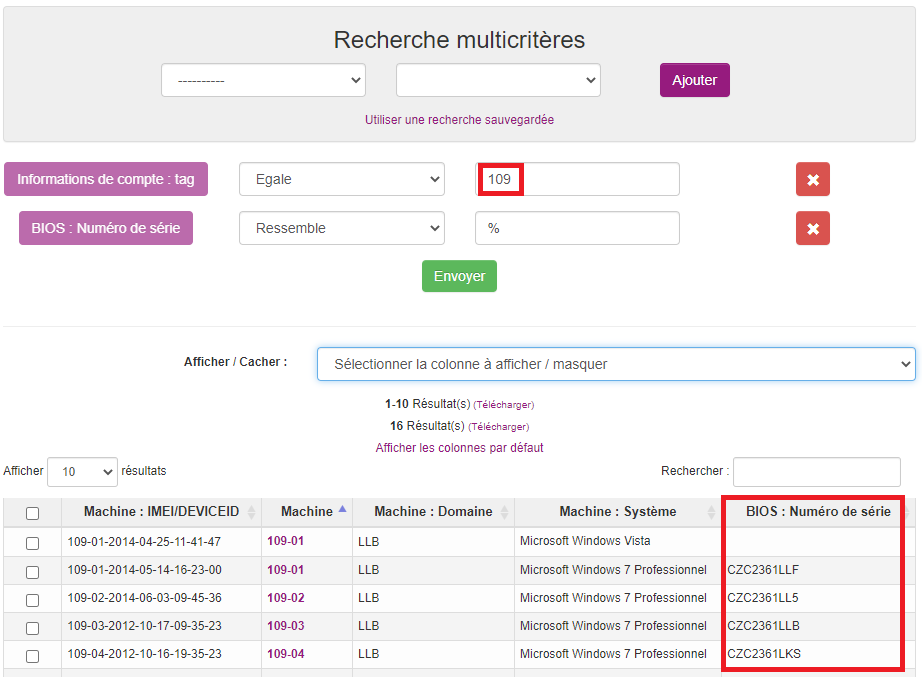 Recherche multicritères
----------
Ajouter
Utiliser une recherche sauvegardée
Informations de compte : tag Egale 109
BIOS : Numéro de série Ressemble %
Envoyer
Afficher / Cacher : Sélectionner la colonne à afficher / masquer
1-10 Résultat(s) (Télécharger)
16 Résultat(s) (Télécharger)
Afficher les colonnes par défaut
Afficher 10 résultats Rechercher :
Machine : IMEI/DEVICEID Machine Machine : Domaine Machine : Système BIOS : Numéro de série
109-01-2014-04-25-11-41-47 109-01 LLB Microsoft Windows Vista
109-01-2014-05-14-16-23-00 109-01 LLB Microsoft Windows 7 Professionnel CZC2361LLF
109-02-2014-06-03-09-45-36 109-02 LLB Microsoft Windows 7 Professionnel CZC2361LL5
109-03-2012-10-17-09-35-23 109-03 LLB Microsoft Windows 7 Professionnel CZC2361LLB
109-04-2012-10-16-19-35-23 109-04 LLB Microsoft Windows 7 Professionnel CZC2361LKS